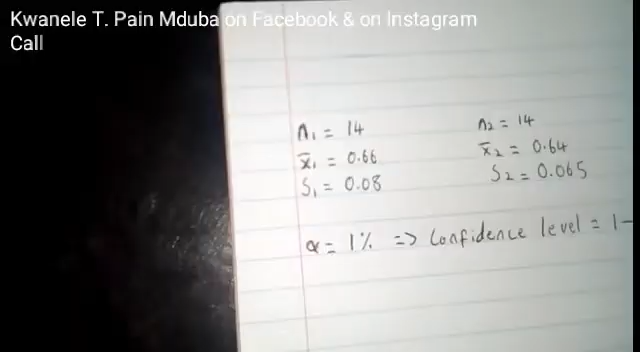 Kwanele T. Pain Mduba on Facebook & on Instagram
Call
n₁ = 14
x̄₁ = 0.66
S₁ = 0.08
n₂ = 14
x̄₂ = 0.64
S₂ = 0.065
α = 1% => Confidence level = 1-